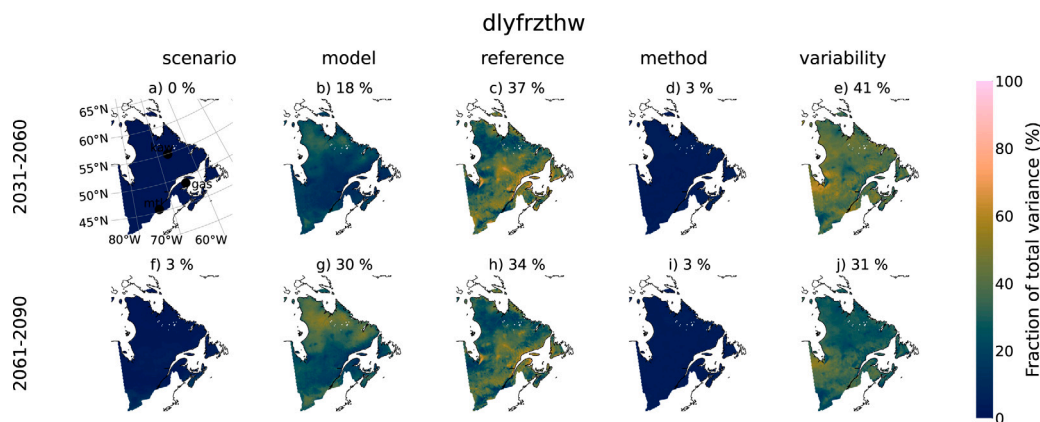 dlyfrzthw
scenario model reference method variability
a) 0 % b) 18 % c) 37 % d) 3 % e) 41 %
2031-2060
65°N
60°N
55°N
50°N
45°N
80°W 70°W 60°W
gas
f) 3 % g) 30 % h) 34 % i) 3 % j) 31 %
2061-2090
100
80
60
40
20
0
Fraction of total variance (%)